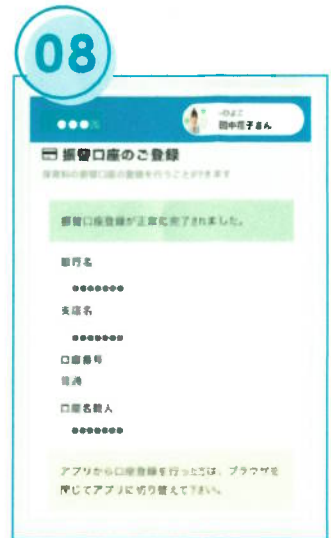 08
ひよこ
田中花子さん
振替口座のご登録
保育料の振替口座の登録を行うことができます
振替口座登録が正常に完了されました。
銀行名
●●●●●●●
支店名
●●●●●●●
口座番号
普通
口座名義人
●●●●●●●
アプリから口座登録を行った方は、ブラウザを
閉じてアプリに切り替えて下さい。